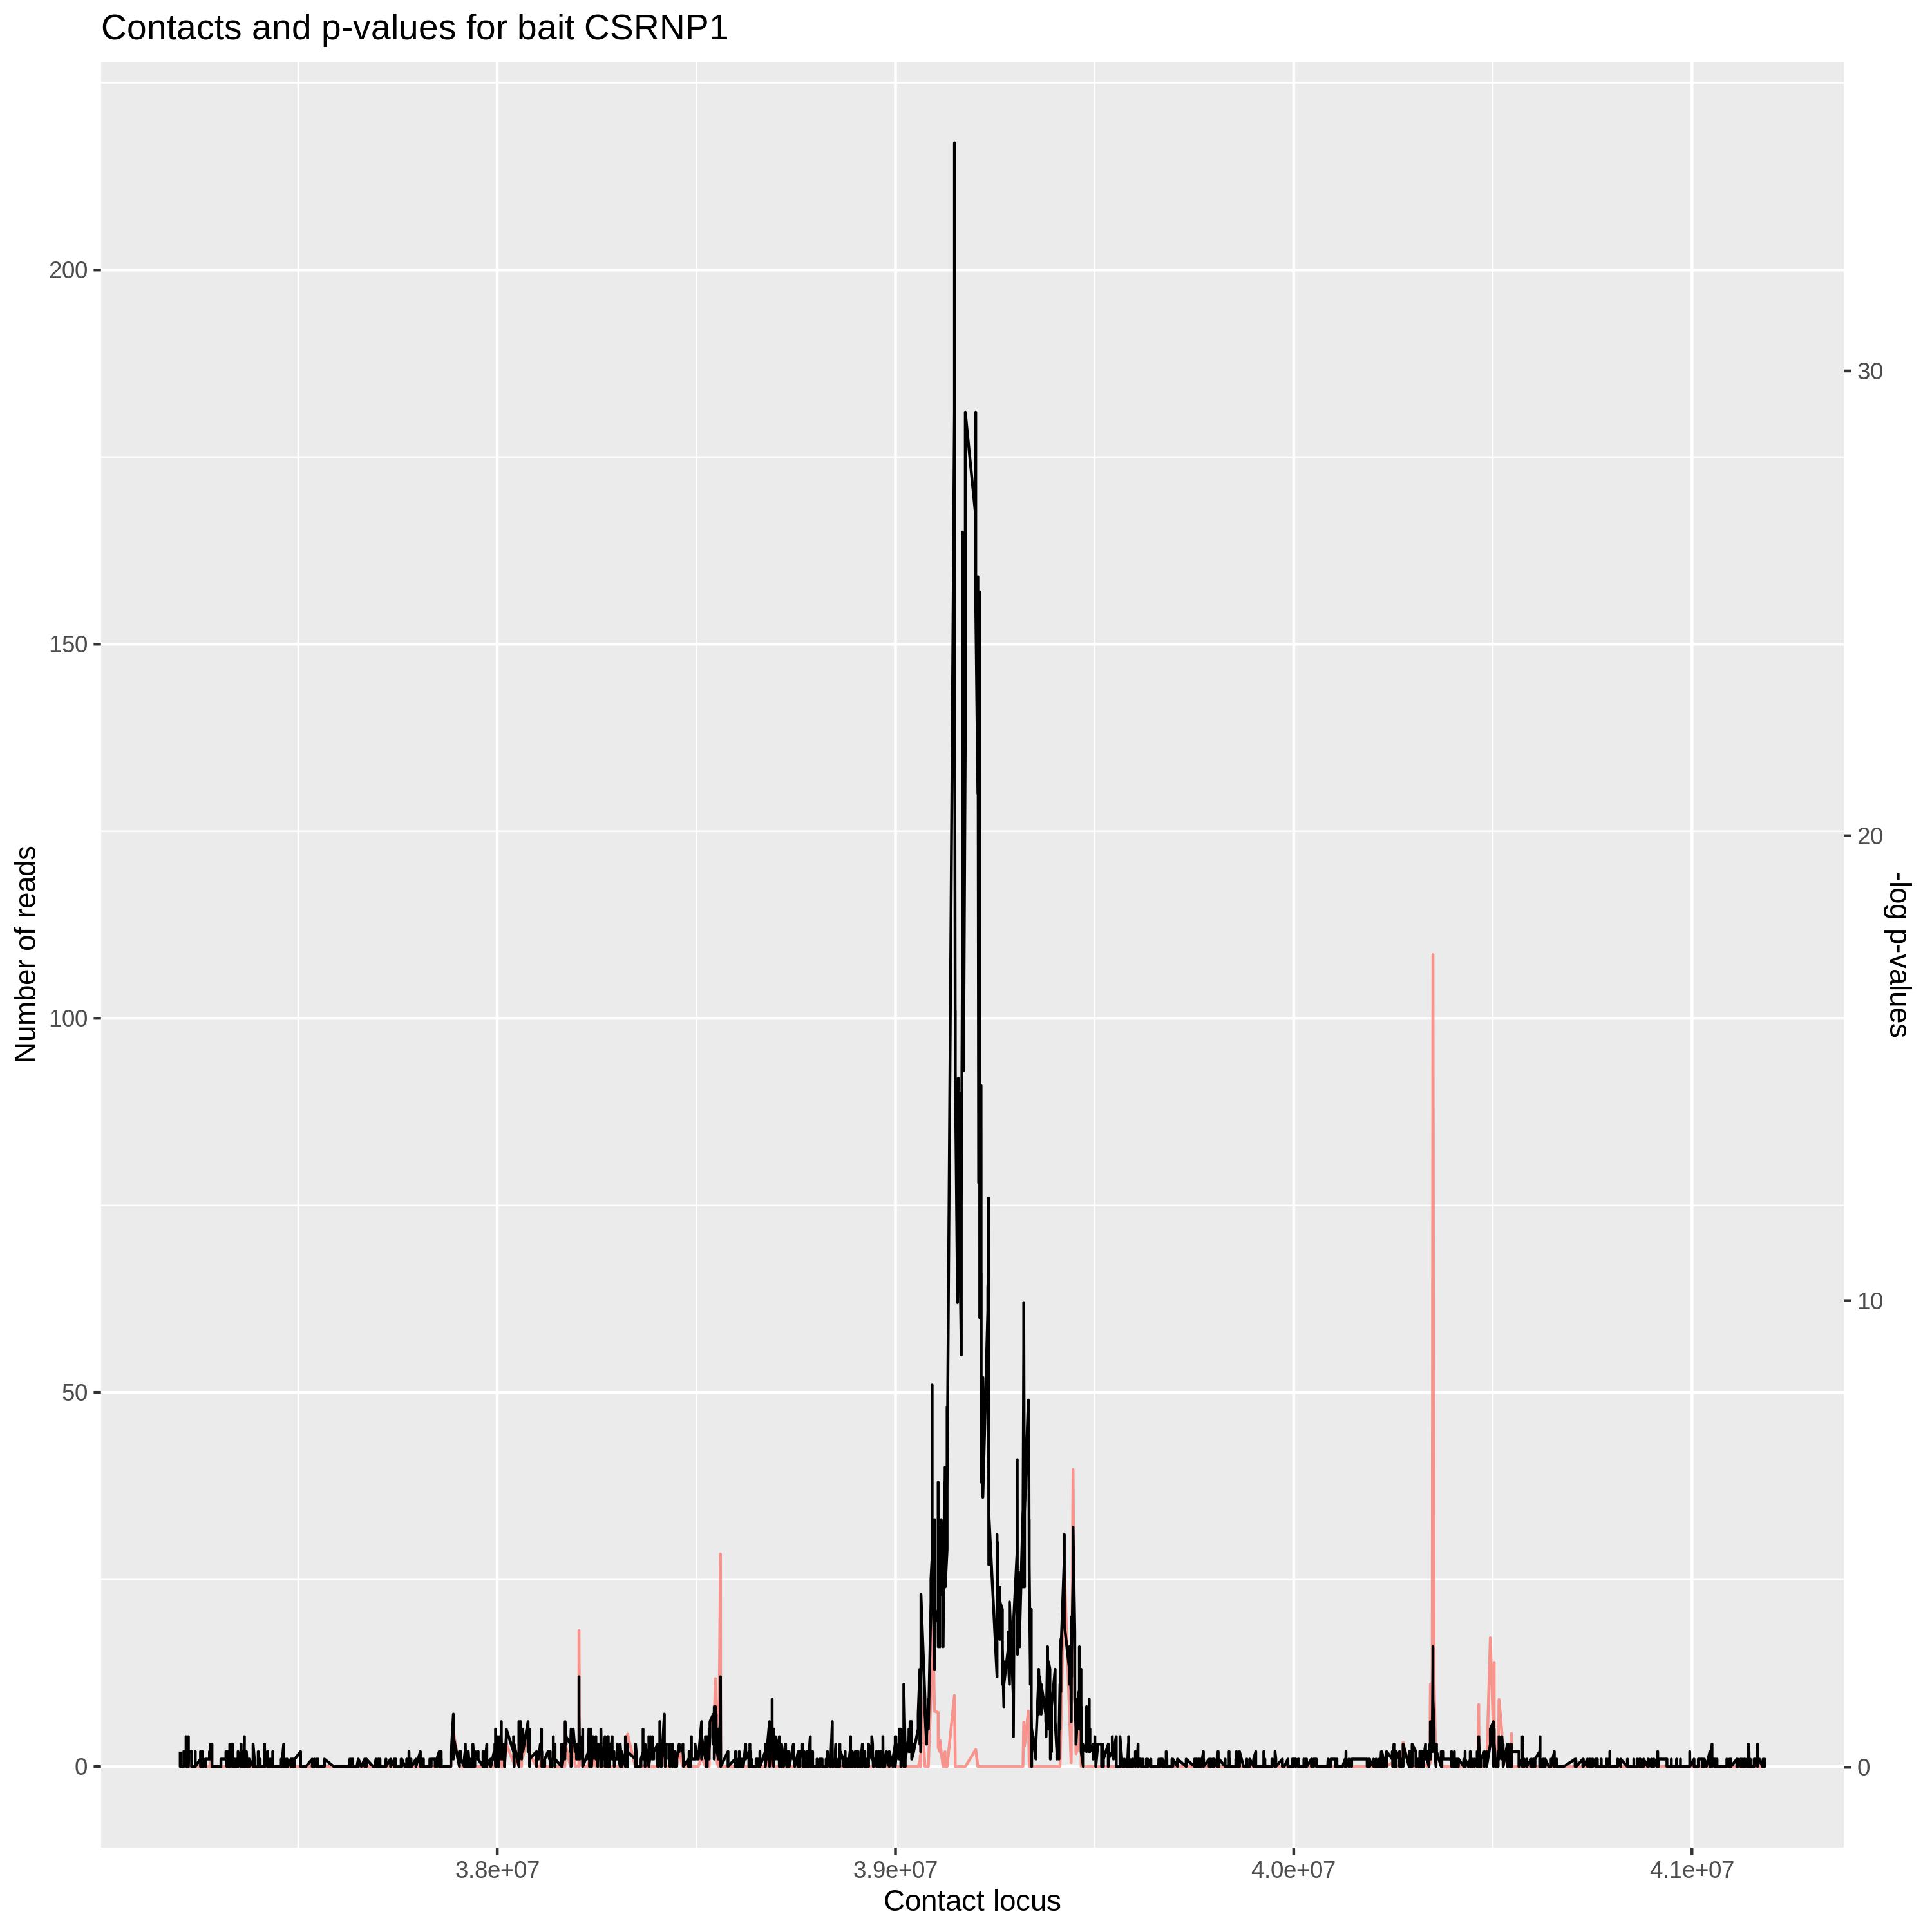 Contacts and p-values for bait CSRNP1
200
150
100
50
0
Number of reads
30
20
10
0
-log p-values
3.8e+07
3.9e+07
4.0e+07
4.1e+07
Contact locus